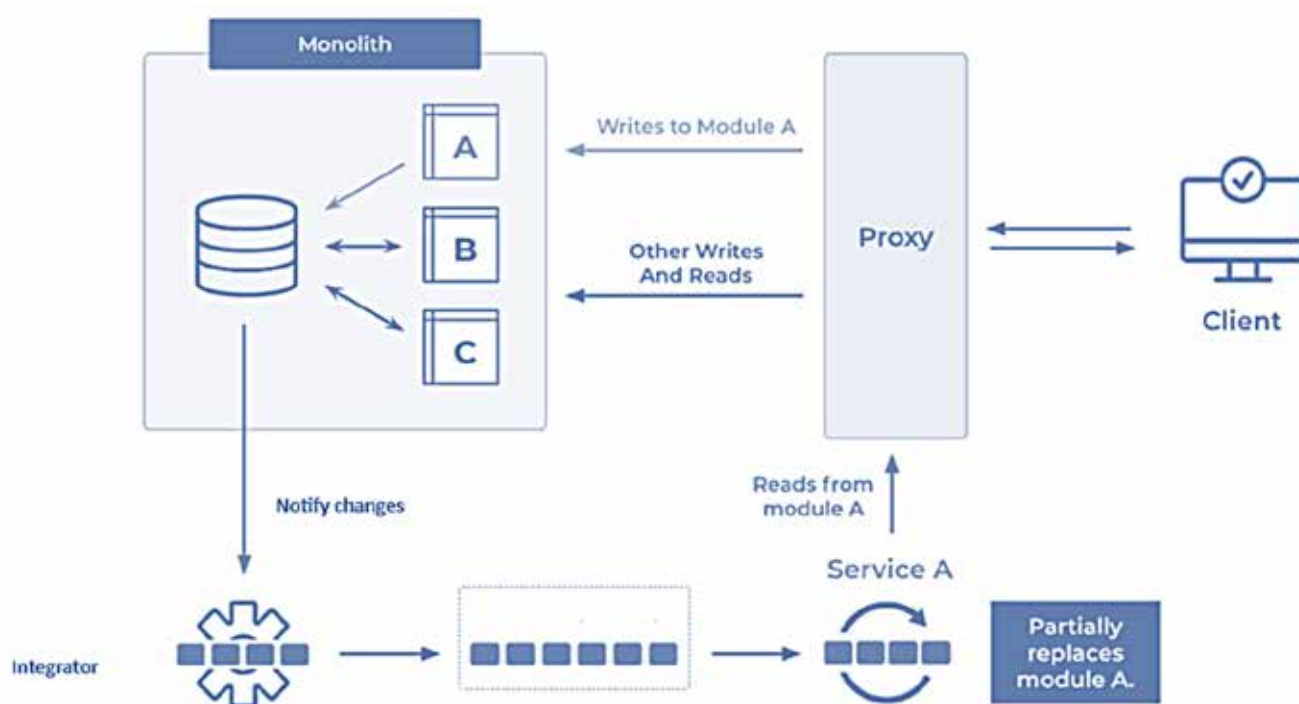 Monolith
A
Writes to Module A
B
Proxy
Other Writes
And Reads
C
Client
Notify changes
Reads from
module A
Service A
Integrator
Partially
replaces
module A.